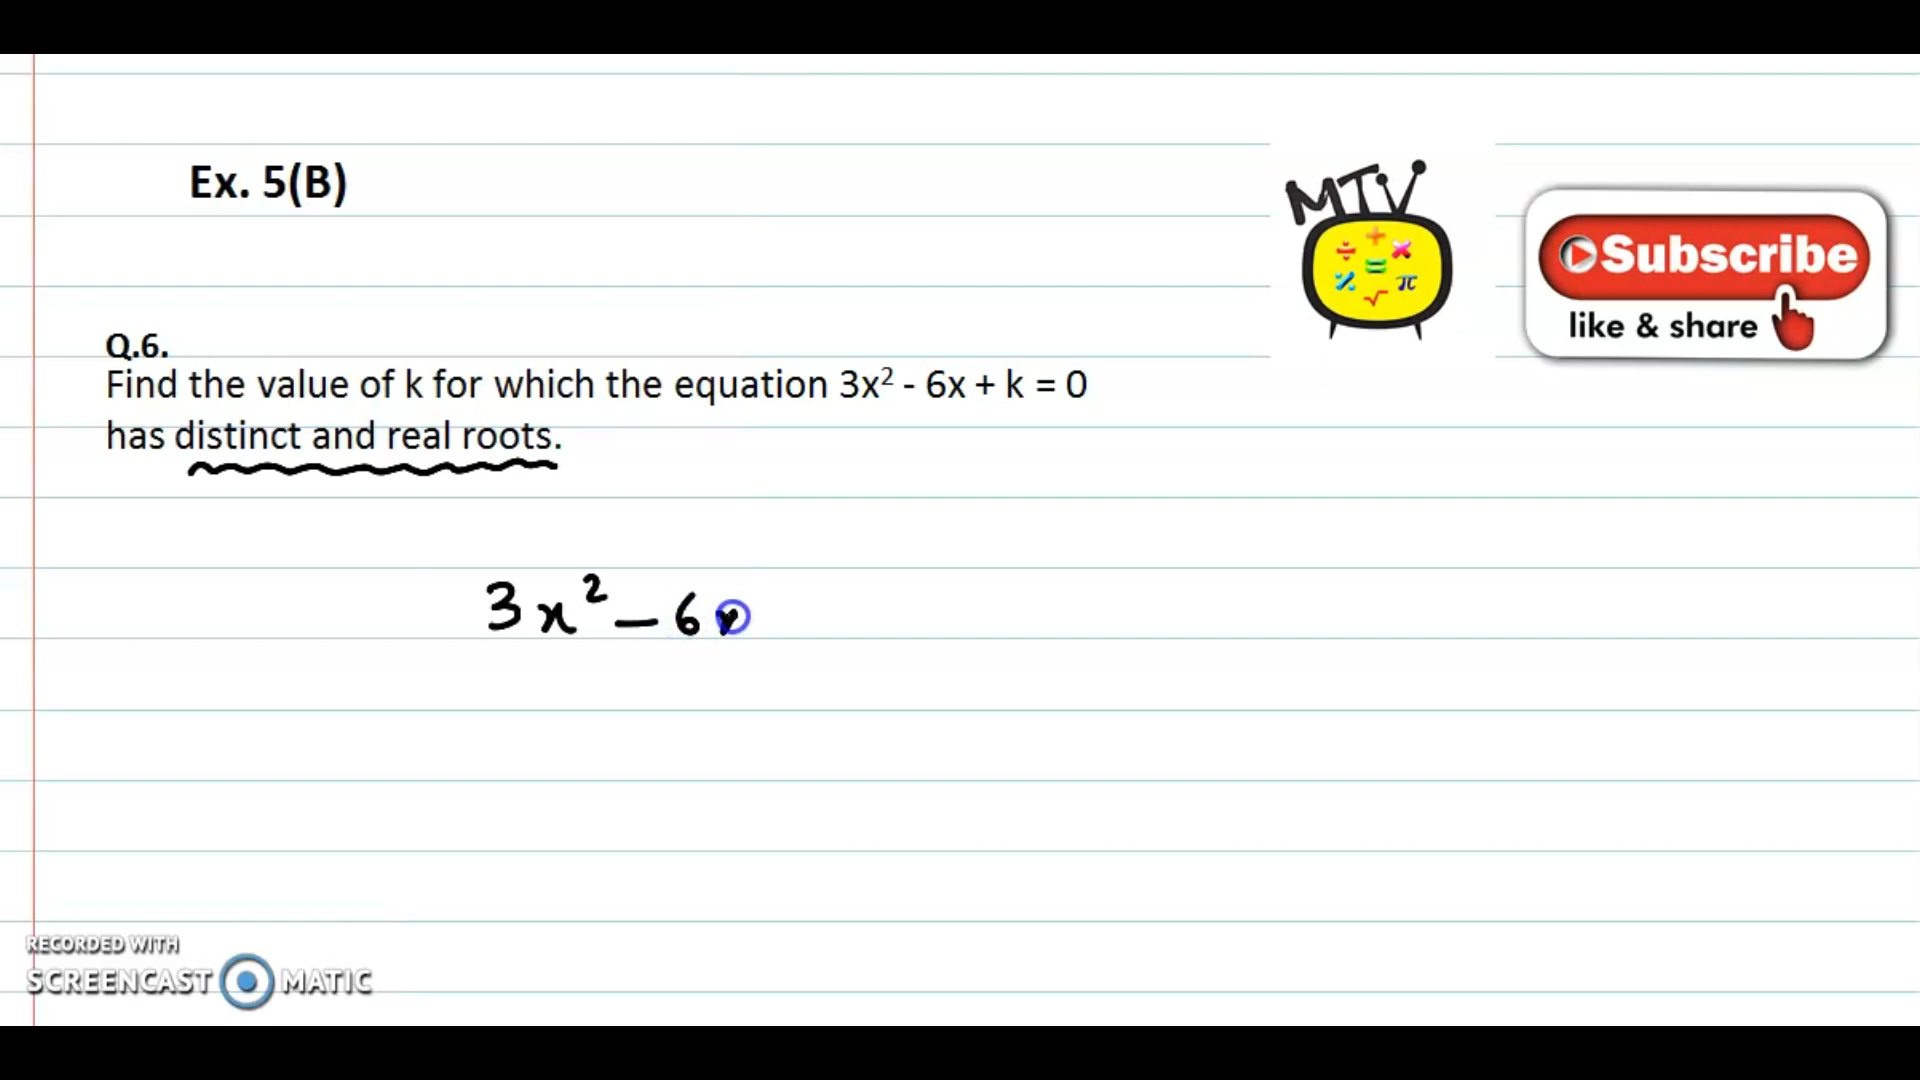 Ex. 5(B)
MTV
÷ + ×
=
% π
√
Subscribe
like & share
Q.6.
Find the value of k for which the equation 3x² - 6x + k = 0
has distinct and real roots.
3x² – 6x
RECORDED WITH
SCREENCAST MATIC